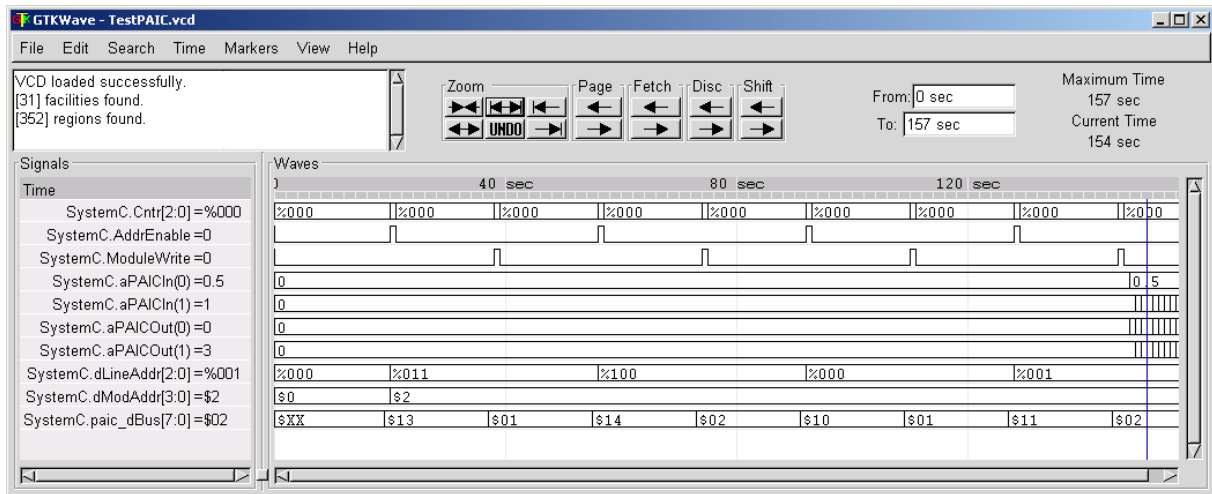 GTKWave - TestPAIC.vcd
File Edit Search Time Markers View Help
VCD loaded successfully.
[31] facilities found.
[352] regions found.
Zoom Page Fetch Disc Shift
UNDO
From: 0 sec
To: 157 sec
Maximum Time
157 sec
Current Time
154 sec
Signals Waves
Time 0 40 sec 80 sec 120 sec
SystemC.Cntr[2:0]=%000 %000 %000 %000 %000 %000 %000 %000 %000 %000
SystemC.AddrEnable=0
SystemC.ModuleWrite=0
SystemC.aPAICIn(0)=0.5 0 0.5
SystemC.aPAICIn(1)=1 0
SystemC.aPAICOut(0)=0 0
SystemC.aPAICOut(1)=3 0
SystemC.dLineAddr[2:0]=%001 %000 %011 %100 %000 %001
SystemC.dModAddr[3:0]=$2 $0 $2
SystemC.paic_dBus[7:0]=$02 $XX $13 $01 $14 $02 $10 $01 $11 $02